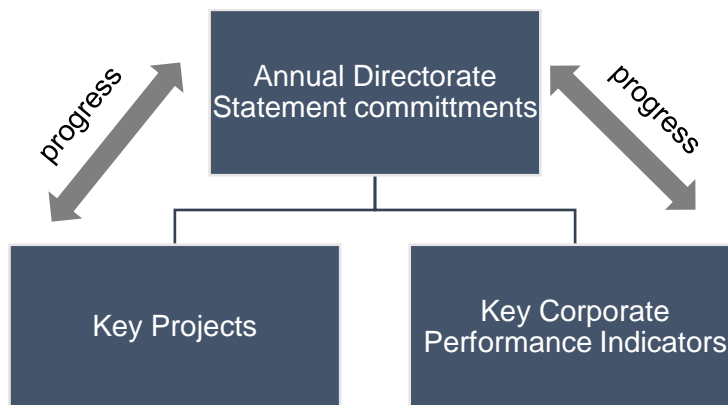 progress
Annual Directorate
Statement committments
progress
Key Projects
Key Corporate
Performance Indicators